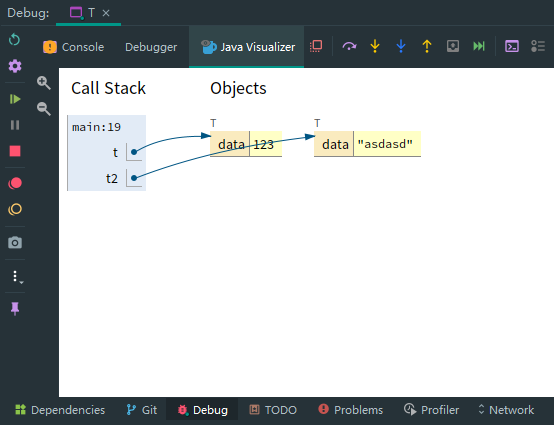 Debug: T ×
Console Debugger Java Visualizer
Call Stack Objects
main:19
t
t2
T
data 123
T
data "asdasd"
Dependencies Git Debug TODO Problems Profiler Network